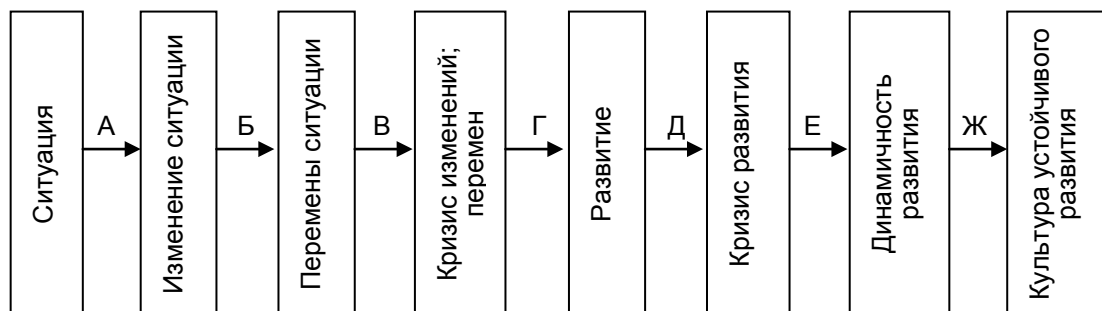 Ситуация
А
Изменение ситуации
Б
Перемены ситуации
В
Кризис изменений;
перемен
Г
Развитие
Д
Кризис развития
Е
Динамичность
развития
Ж
Культура устойчивого
развития